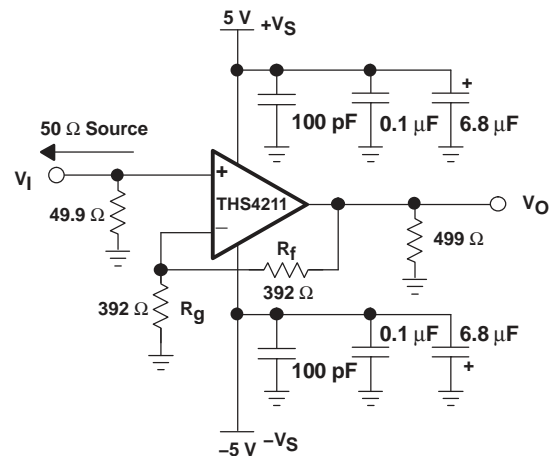 5 V
+VS
+
100 pF
0.1 μF
6.8 μF
50 Ω Source
VI
+
THS4211
VO
49.9 Ω
−
Rf
499 Ω
392 Ω
392 Ω
Rg
0.1 μF
6.8 μF
100 pF
+
−5 V
−VS